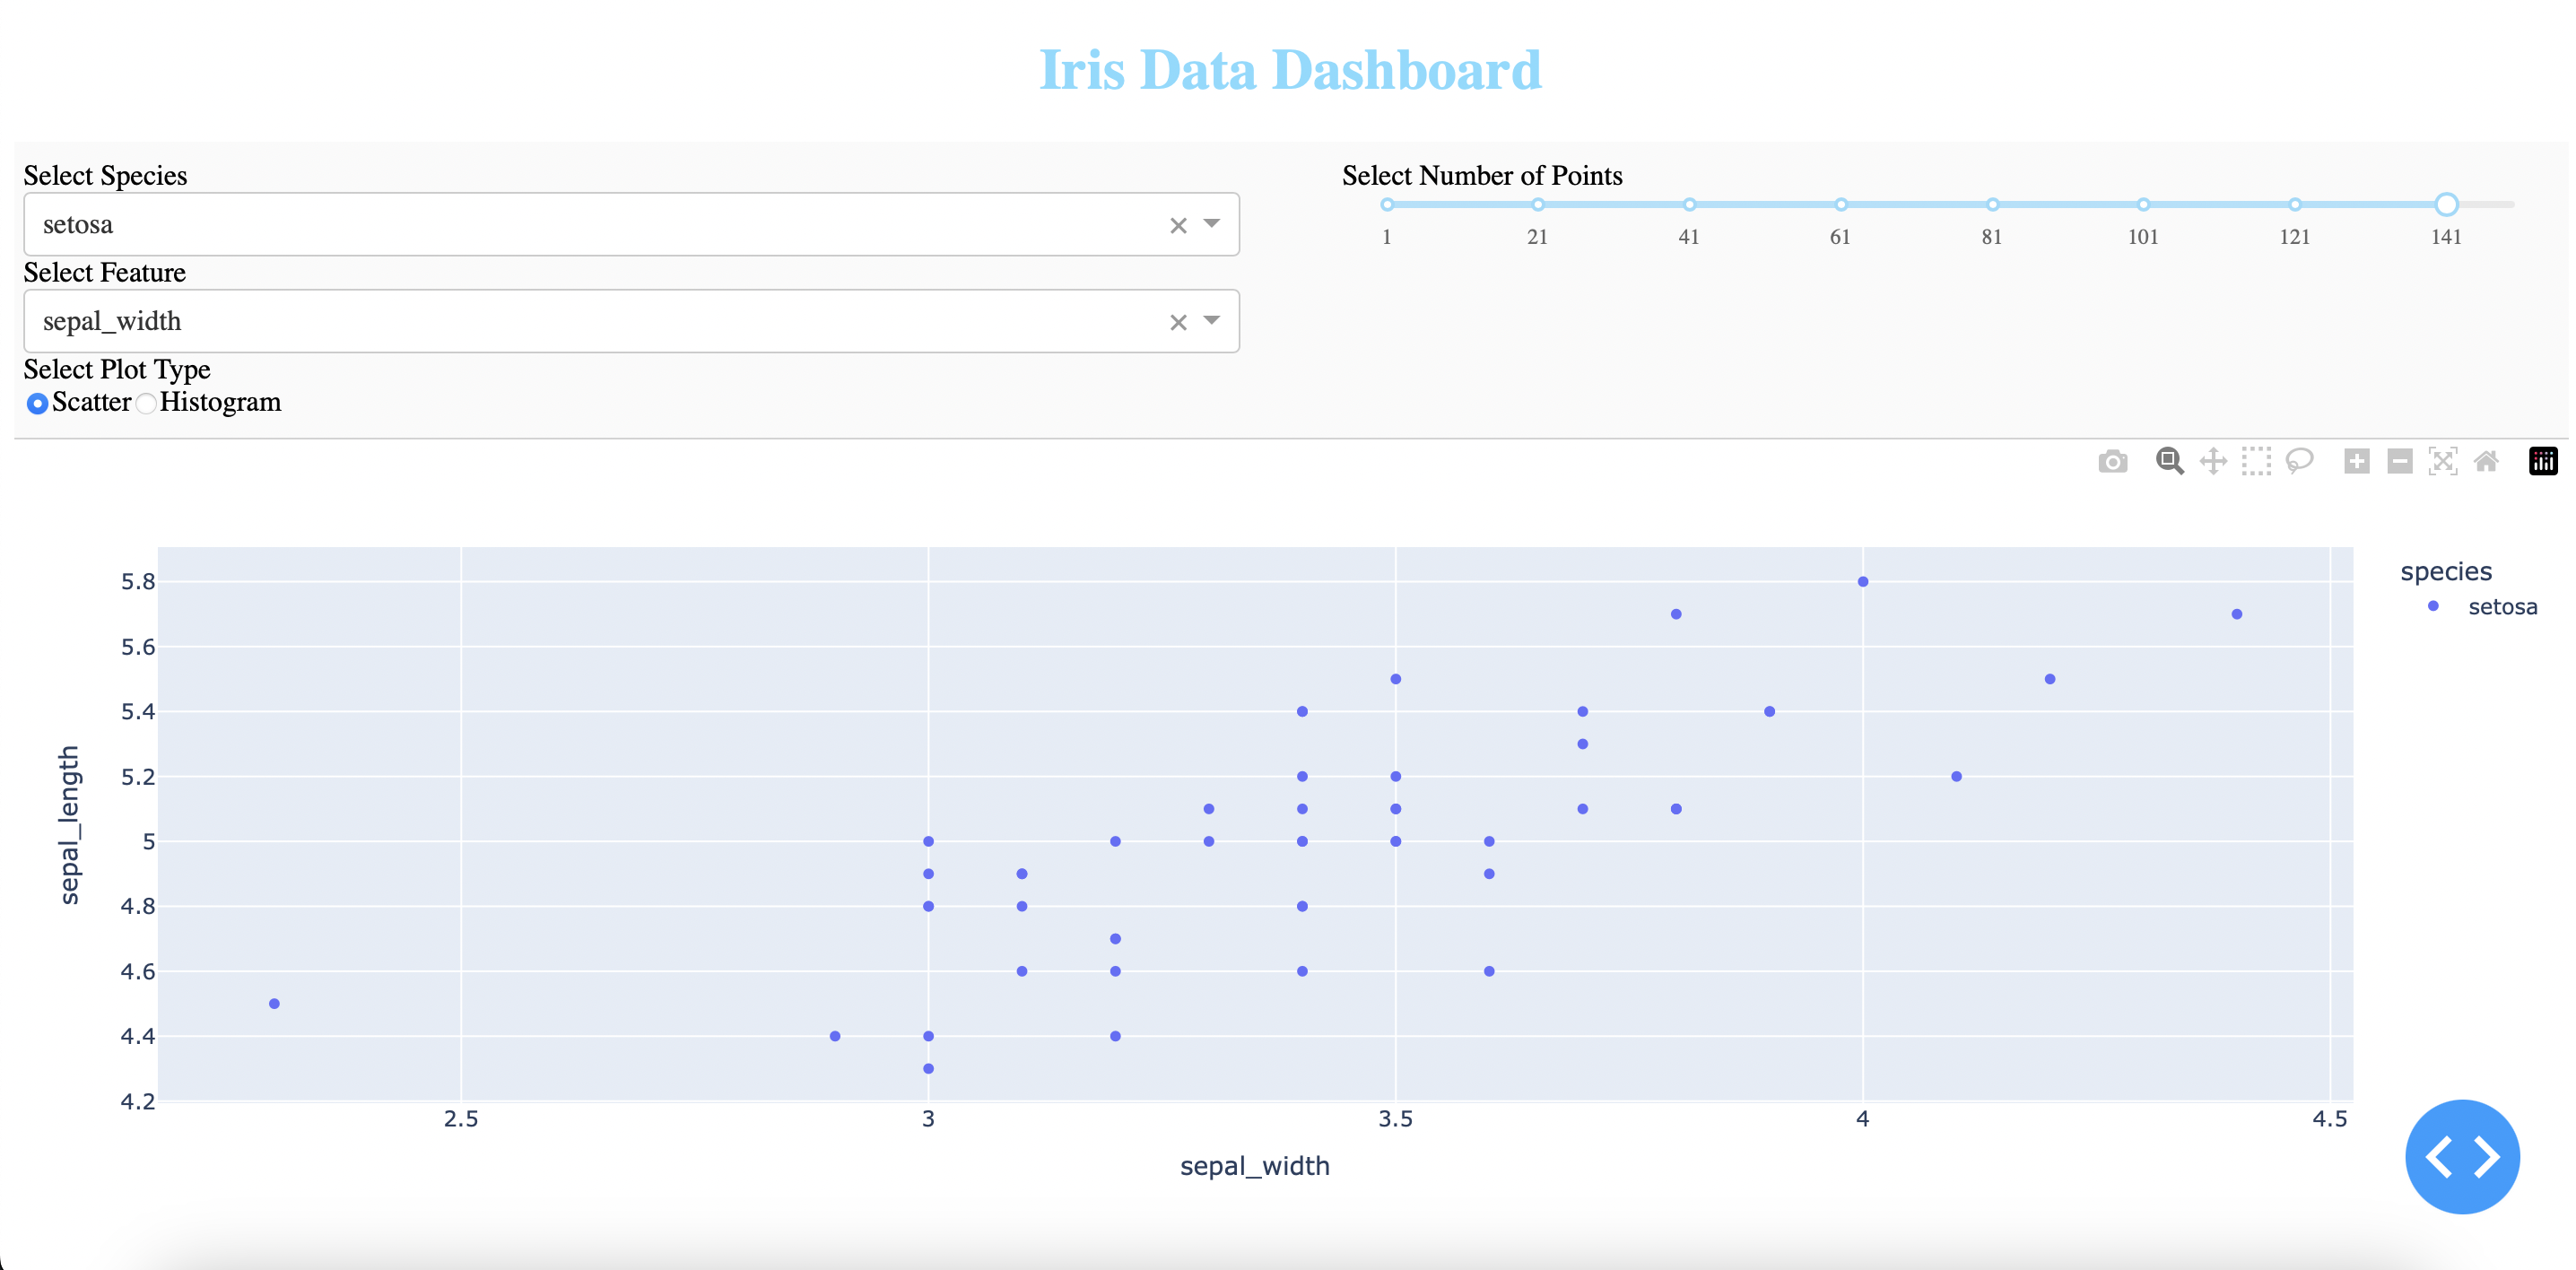 Iris Data Dashboard
Select Species
setosa
Select Feature
sepal_width
Select Plot Type
Scatter Histogram
Select Number of Points
1 21 41 61 81 101 121 141
species
setosa
sepal_length
5.8
5.6
5.4
5.2
5
4.8
4.6
4.4
4.2
2.5 3 3.5 4 4.5
sepal_width